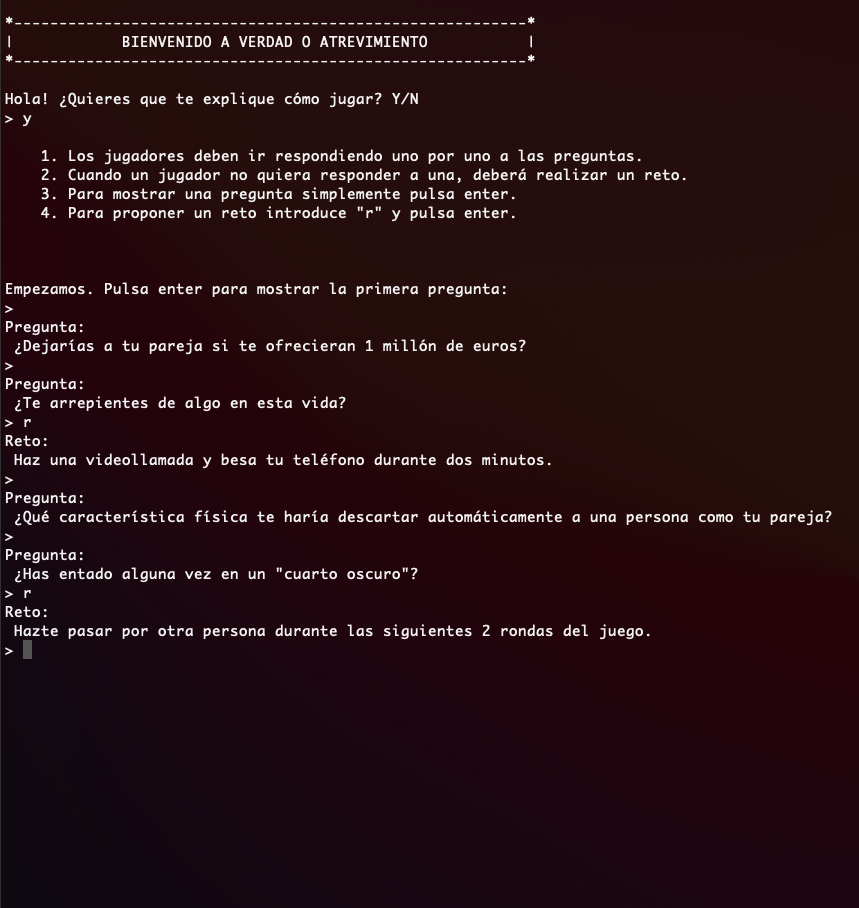 *---------------------------------------------------------*
|            BIENVENIDO A VERDAD O ATREVIMIENTO           |
*---------------------------------------------------------*
Hola! ¿Quieres que te explique cómo jugar? Y/N
> y
1. Los jugadores deben ir respondiendo uno por uno a las preguntas.
2. Cuando un jugador no quiera responder a una, deberá realizar un reto.
3. Para mostrar una pregunta simplemente pulsa enter.
4. Para proponer un reto introduce "r" y pulsa enter.
Empezamos. Pulsa enter para mostrar la primera pregunta:
>
Pregunta:
¿Dejarías a tu pareja si te ofrecieran 1 millón de euros?
>
Pregunta:
¿Te arrepientes de algo en esta vida?
> r
Reto:
Haz una videollamada y besa tu teléfono durante dos minutos.
>
Pregunta:
¿Qué característica física te haría descartar automáticamente a una persona como tu pareja?
>
Pregunta:
¿Has entado alguna vez en un "cuarto oscuro"?
> r
Reto:
Hazte pasar por otra persona durante las siguientes 2 rondas del juego.
>